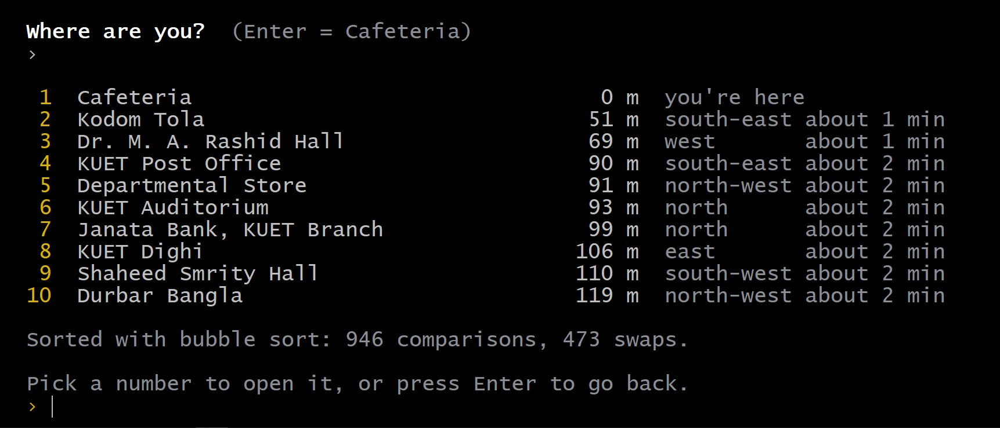 Where are you?  (Enter = Cafeteria)
>
1  Cafeteria  0 m  you're here
2  Kodom Tola  51 m  south-east about 1 min
3  Dr. M. A. Rashid Hall  69 m  west  about 1 min
4  KUET Post Office  90 m  south-east about 2 min
5  Departmental Store  91 m  north-west about 2 min
6  KUET Auditorium  93 m  north  about 2 min
7  Janata Bank, KUET Branch  99 m  north  about 2 min
8  KUET Dighi  106 m  east  about 2 min
9  Shaheed Smrity Hall  110 m  south-west about 2 min
10  Durbar Bangla  119 m  north-west about 2 min
Sorted with bubble sort: 946 comparisons, 473 swaps.
Pick a number to open it, or press Enter to go back.
>